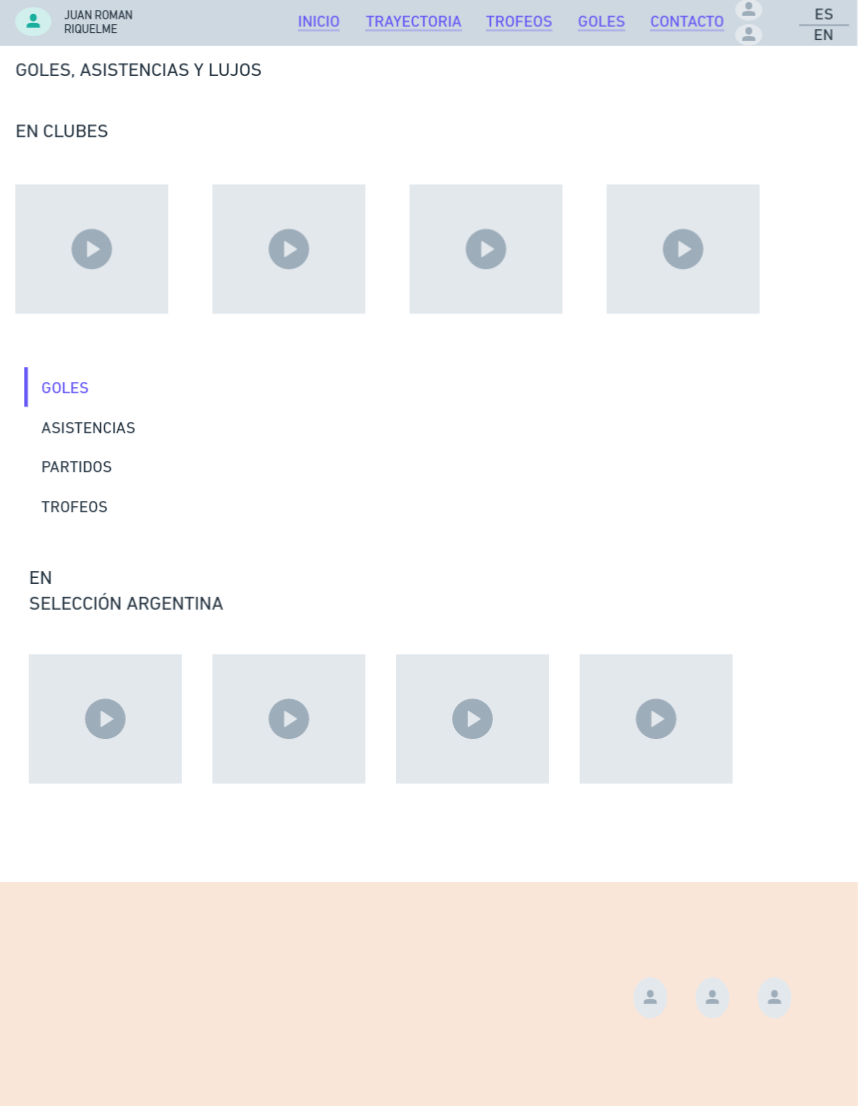 JUAN ROMAN
RIQUELME
INICIO TRAYECTORIA TROFEOS GOLES CONTACTO
ES
EN
GOLES, ASISTENCIAS Y LUJOS
EN CLUBES
GOLES
ASISTENCIAS
PARTIDOS
TROFEOS
EN
SELECCIÓN ARGENTINA